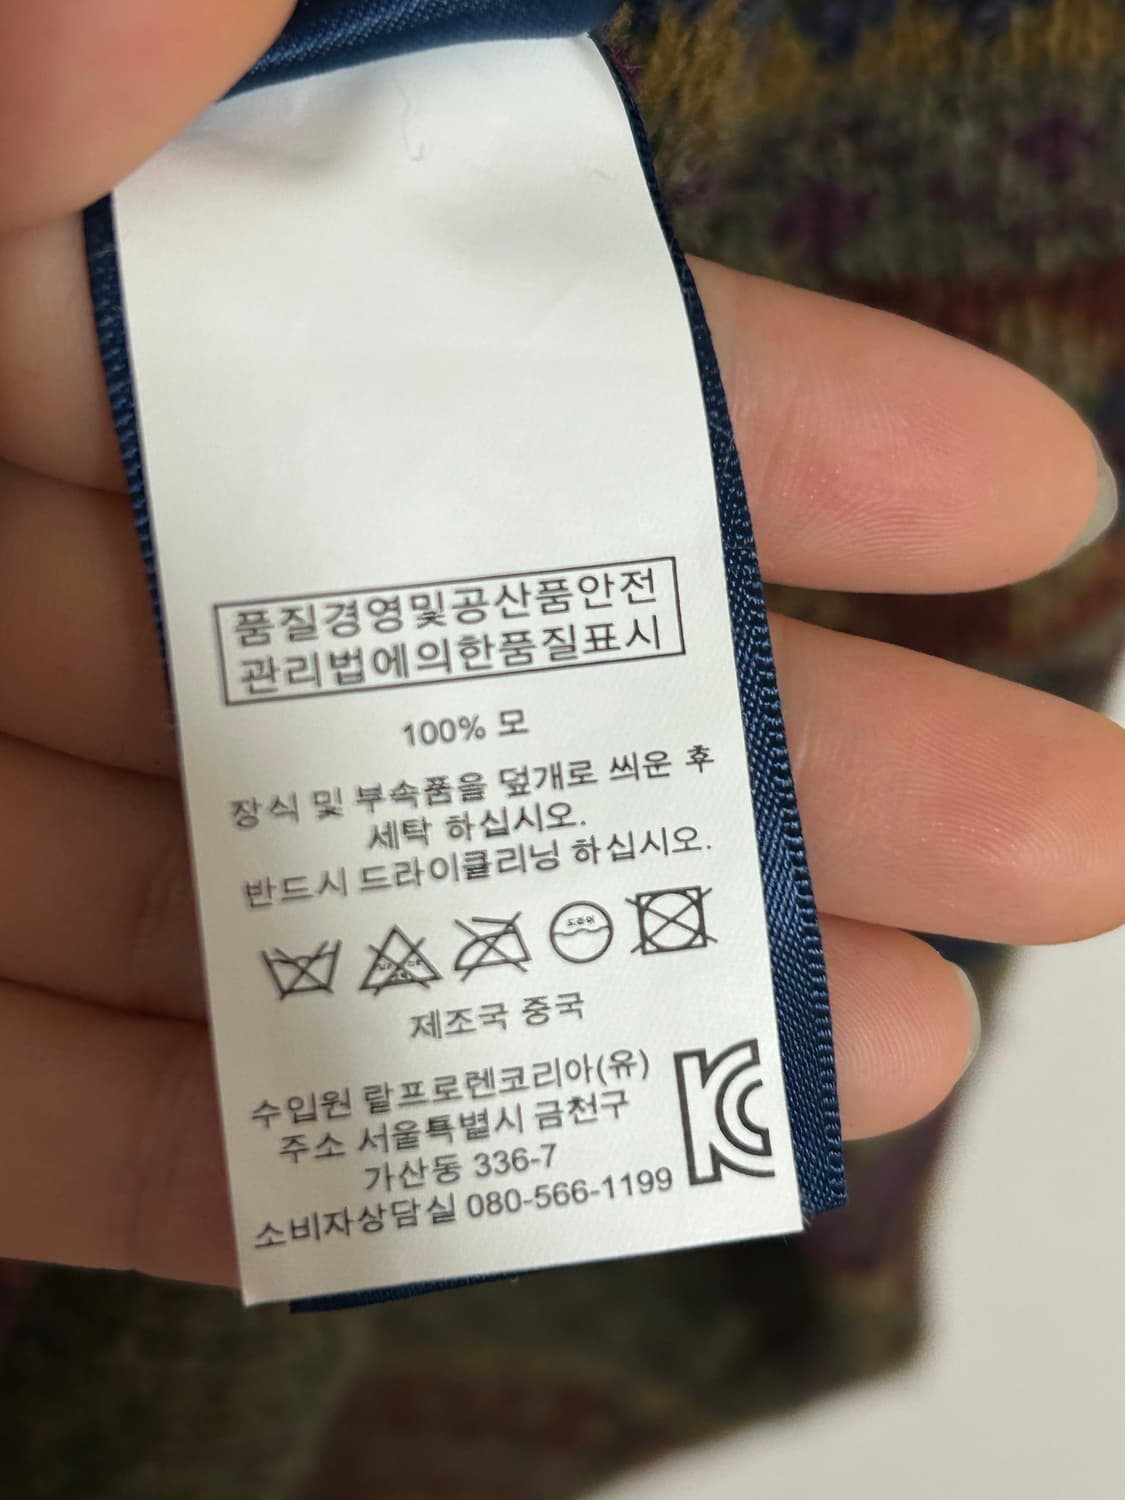 품질경영및공산품안전
관리법에의한품질표시
100% 모
장식 및 부속품을 덮개로 씌운 후
세탁 하십시오.
반드시 드라이클리닝 하십시오.
제조국 중국
수입원 랄프로렌코리아(유)
주소 서울특별시 금천구
가산동 336-7
소비자상담실 080-566-1199